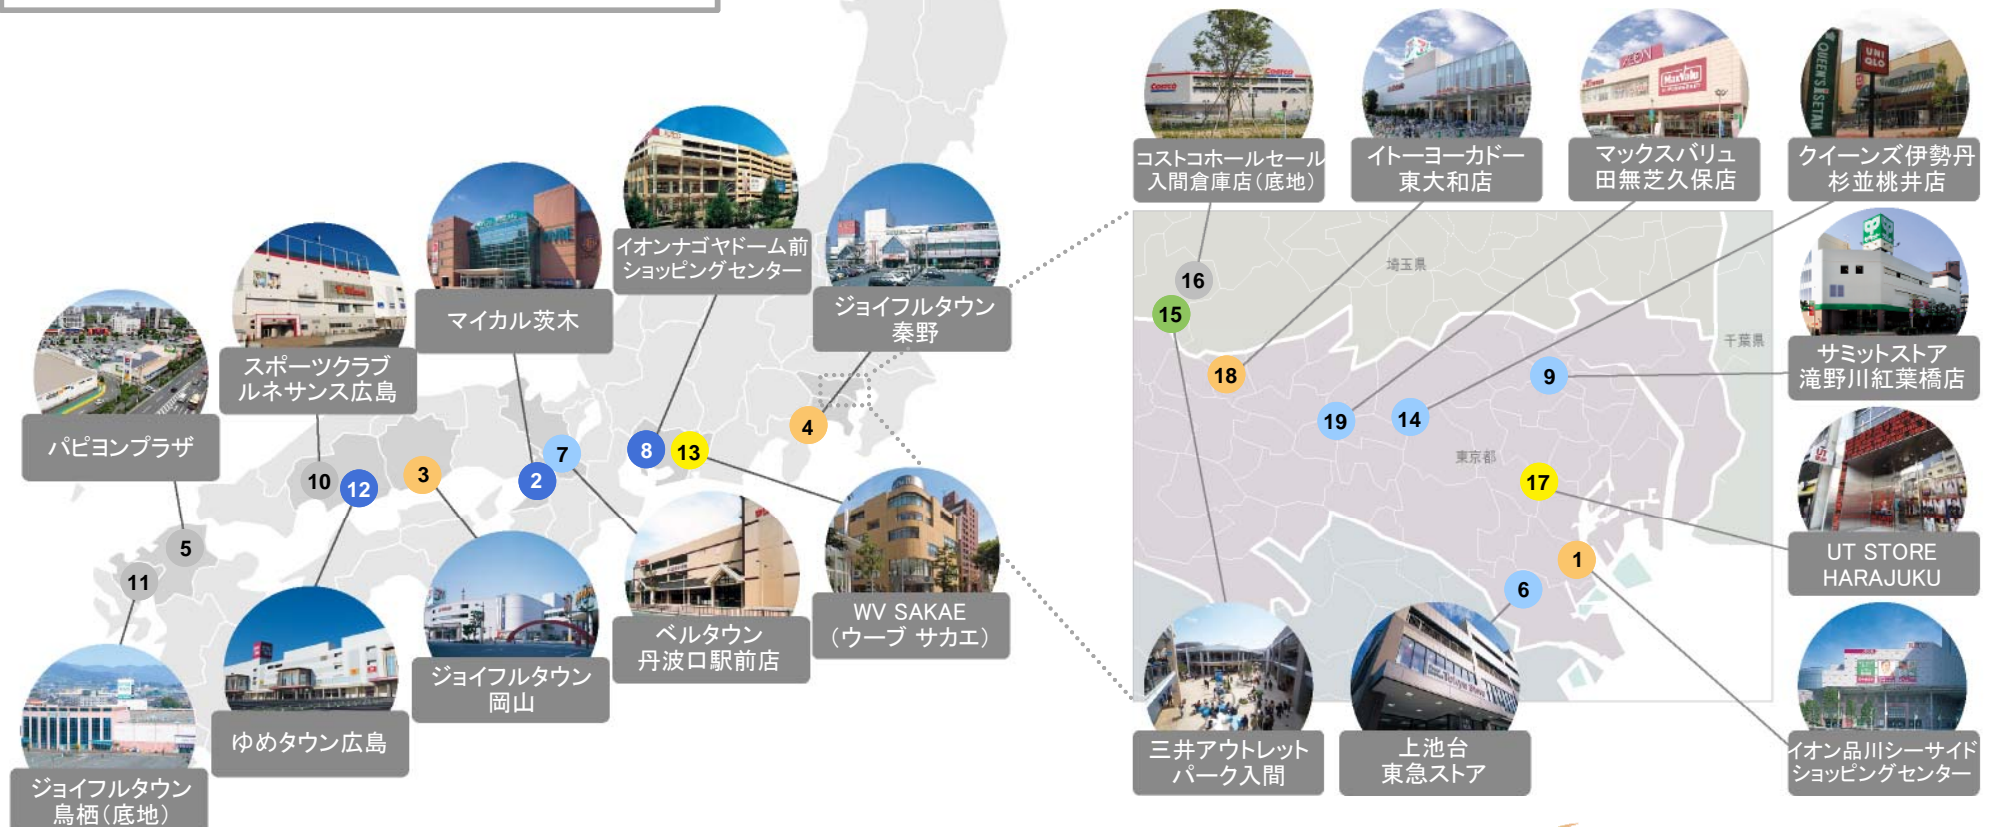 コストコホールセール
入間倉庫店(底地)
イトーヨーカドー
東大和店
マックスバリュ
田無芝久保店
クイーンズ伊勢丹
杉並桃井店
イオンナゴヤドーム前
ショッピングセンター
マイカル茨木
ジョイフルタウン
秦野
スポーツクラブ
ルネサンス広島
パピヨンプラザ
サミットストア
滝野川紅葉橋店
埼玉県
千葉県
東京都
16
15
18
9
19
14
17
1
6
4
8
13
7
2
3
10
12
5
11
UT STORE
HARAJUKU
WV SAKAE
(ウーブ サカエ)
ベルタウン
丹波口駅前店
ジョイフルタウン
岡山
ゆめタウン広島
ジョイフルタウン
鳥栖(底地)
三井アウトレット
パーク入間
上池台
東急ストア
イオン品川シーサイド
ショッピングセンター
COSTCO
AEON
MaxValu
UNI
QLO
QUEEN'S ISETAN
UT